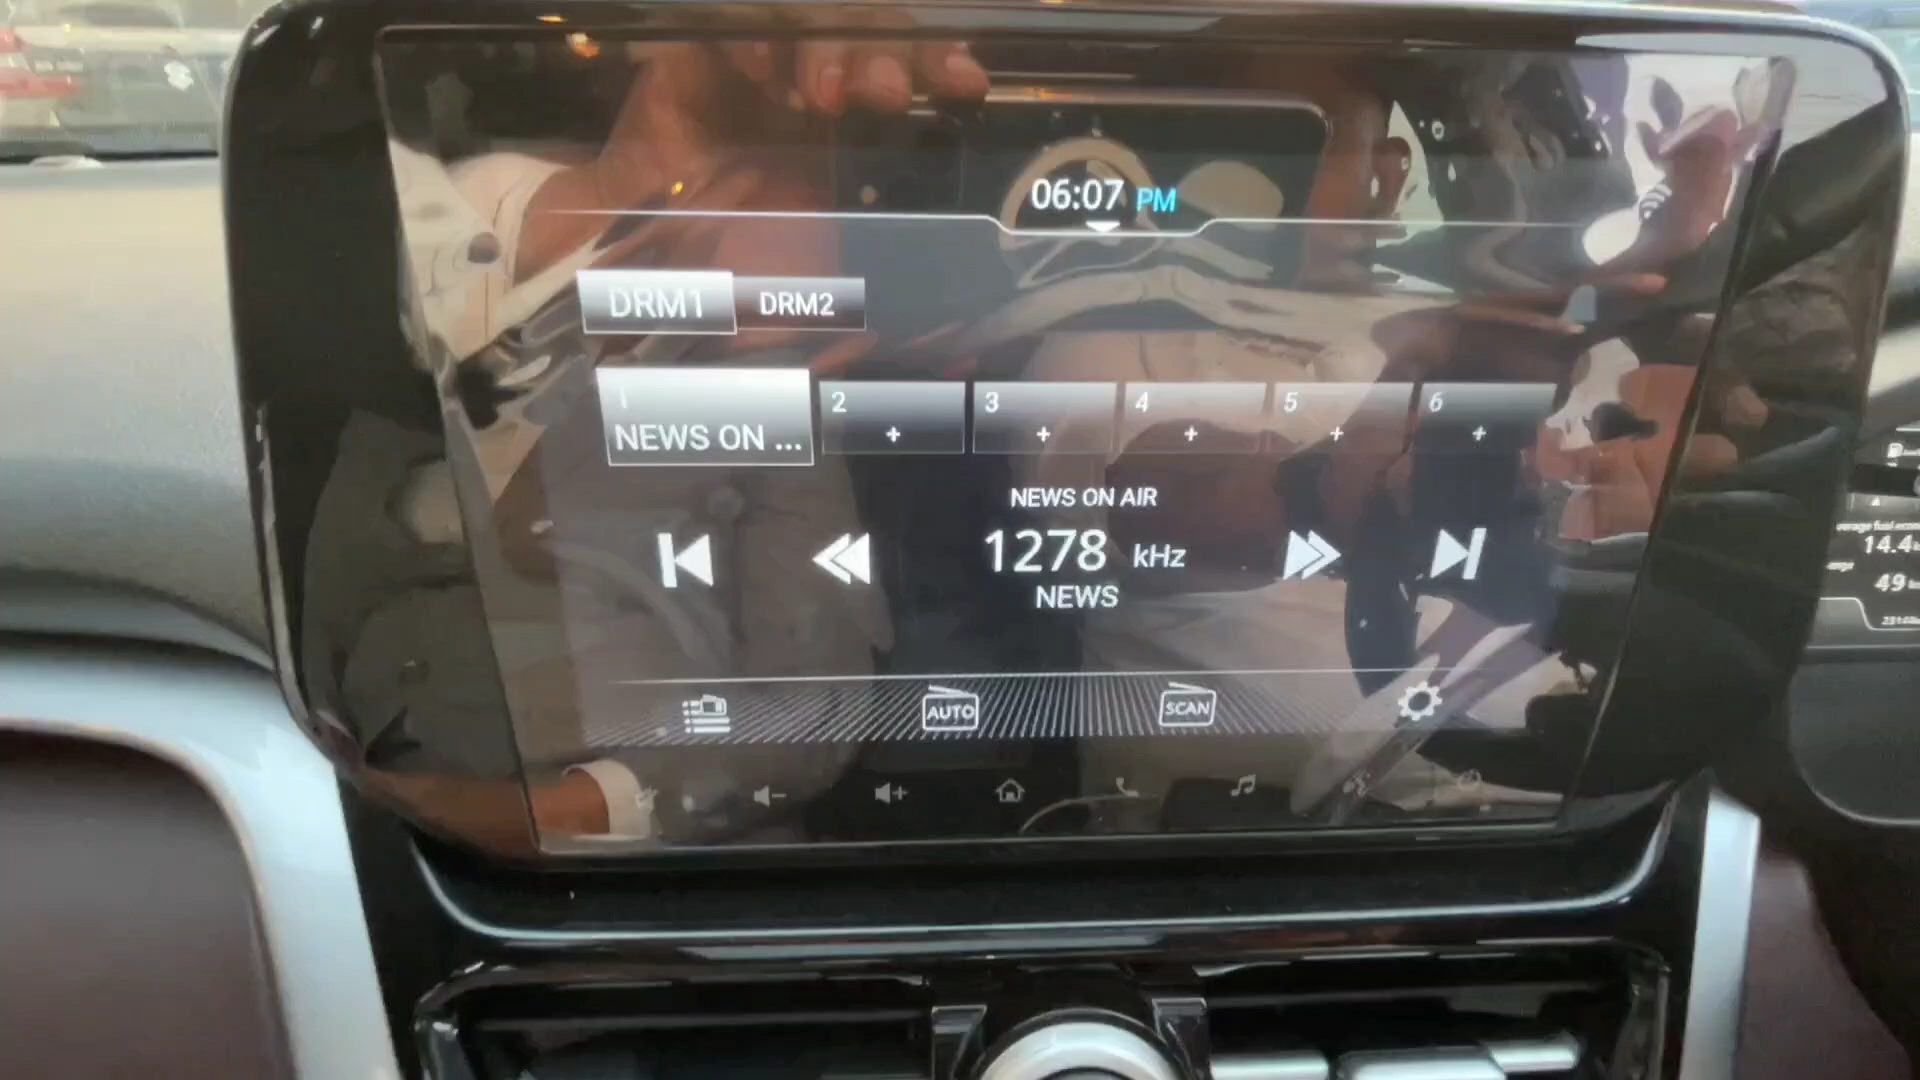 06:07 PM
DRM1 DRM2
1 2 3 4 5 6
NEWS ON ... + + + + +
NEWS ON AIR
1278 kHz
NEWS
AUTO SCAN
14.4
49